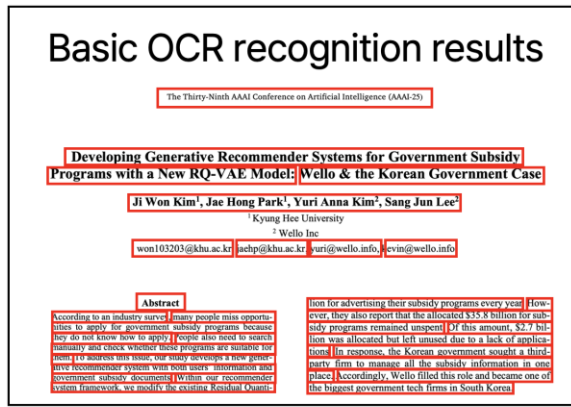 Basic OCR recognition results
The Thirty-Ninth AAAI Conference on Artificial Intelligence (AAAI-25)
Developing Generative Recommender Systems for Government Subsidy
Programs with a New RQ-VAE Model: Wello & the Korean Government Case
Ji Won Kim¹, Jae Hong Park¹, Yuri Anna Kim², Sang Jun Lee²
¹ Kyung Hee University
² Wello Inc
won103203@khu.ac.kr, jaehp@khu.ac.kr, yuri@wello.info, kevin@wello.info
Abstract
According to an industry survey, many people miss opportu-
nities to apply for government subsidy programs because
they do not know how to apply. People also need to search
manually and check whether these programs are suitable for
them. To address this issue, our study develops a new gener-
ative recommender system with both users' information and
government subsidy documents. Within our recommender
system framework, we modify the existing Residual Quanti-
tion for advertising their subsidy programs every year. How-
ever, they also report that the allocated $35.8 billion for sub-
sidy programs remained unspent. Of this amount, $2.7 bil-
lion was allocated but left unused due to a lack of applica-
tions. In response, the Korean government sought a third-
party firm to manage all the subsidy information in one
place. Accordingly, Wello filled this role and became one of
the biggest government tech firms in South Korea.